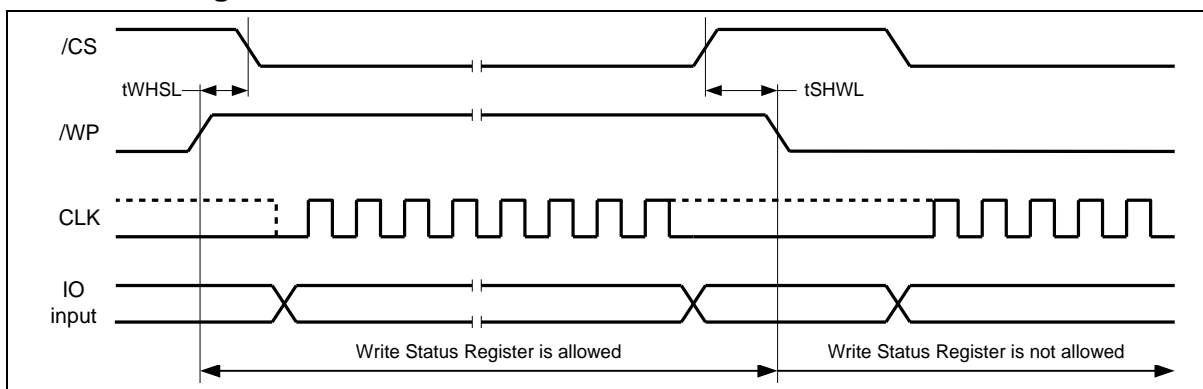 /CS
tWHSL
tSHWL
/WP
CLK
IO
input
Write Status Register is allowed
Write Status Register is not allowed